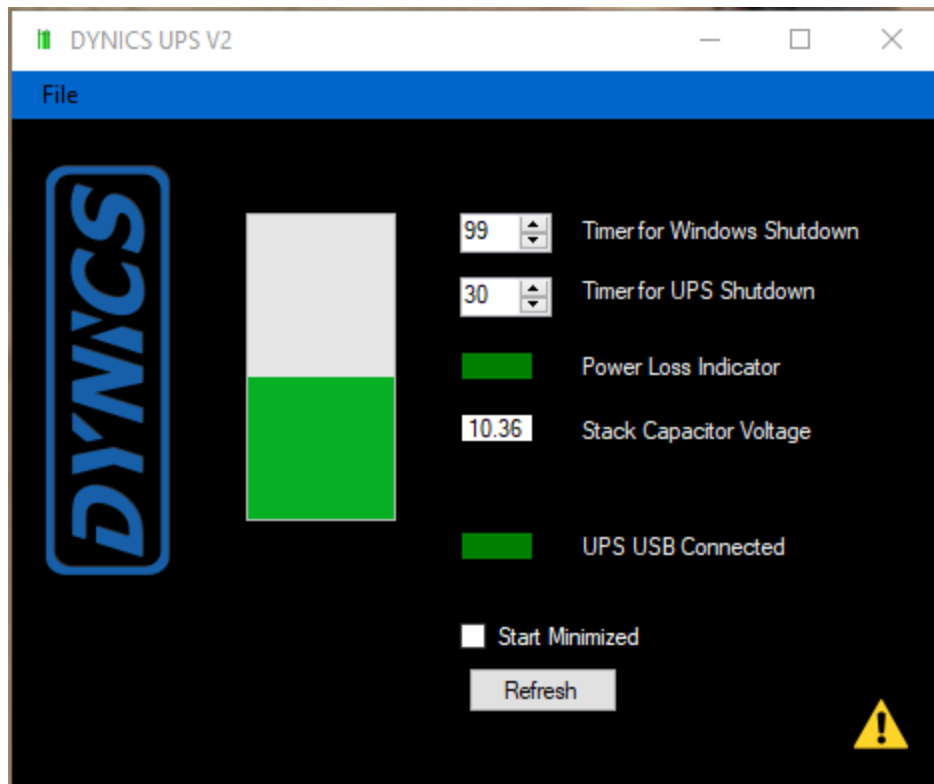 DYNICS UPS V2
File
DYNICS
99 Timer for Windows Shutdown
30 Timer for UPS Shutdown
Power Loss Indicator
10.36 Stack Capacitor Voltage
UPS USB Connected
Start Minimized
Refresh